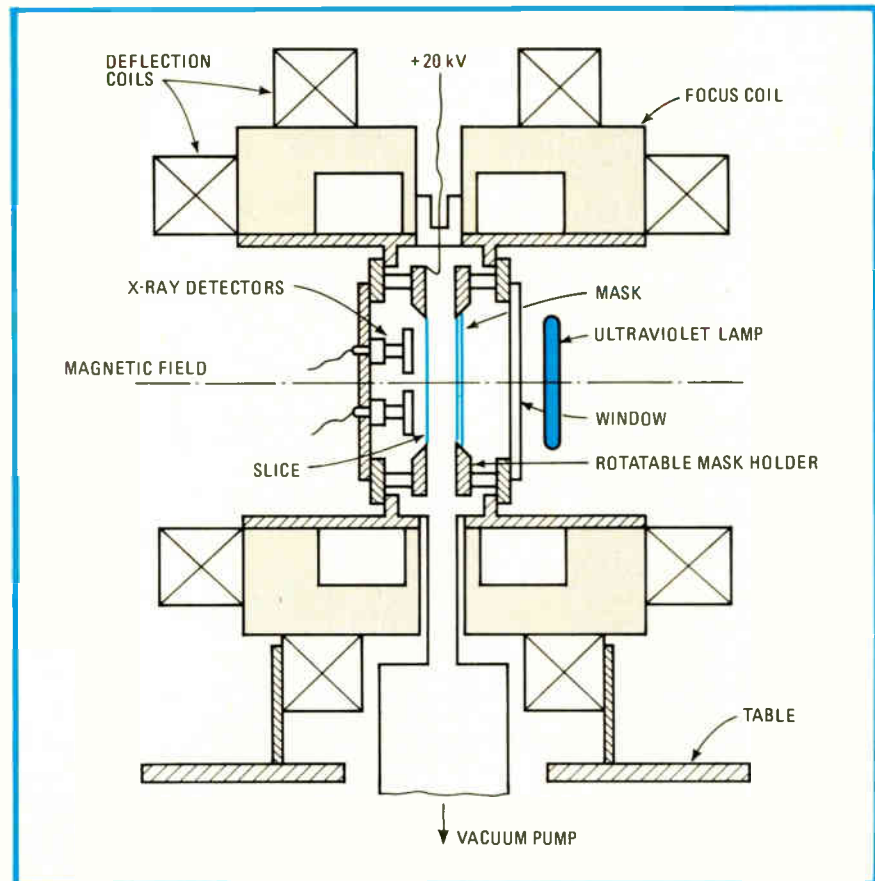 DEFLECTION
COILS
+20 kV
FOCUS COIL
X-RAY DETECTORS
MASK
ULTRAVIOLET LAMP
MAGNETIC FIELD
WINDOW
SLICE
ROTATABLE MASK HOLDER
TABLE
VACUUM PUMP